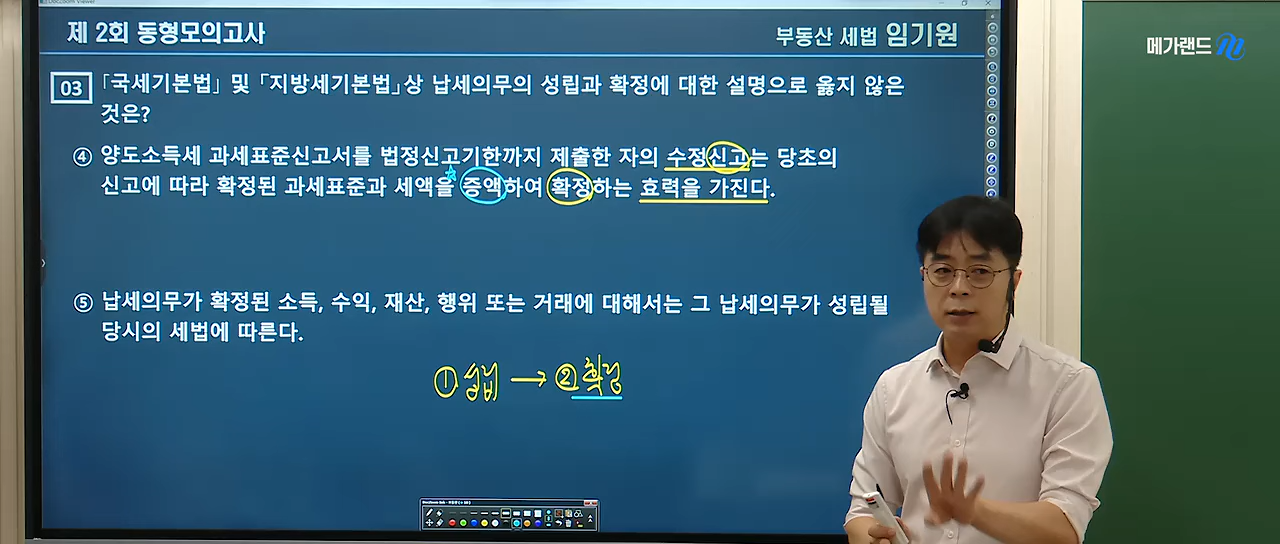 DocZoom Viewer
제 2회 동형모의고사
부동산 세법 임기원
메가랜드
03 「국세기본법」 및 「지방세기본법」상 납세의무의 성립과 확정에 대한 설명으로 옳지 않은
것은?
④ 양도소득세 과세표준신고서를 법정신고기한까지 제출한 자의 수정신고는 당초의
신고에 따라 확정된 과세표준과 세액을 증액하여 확정하는 효력을 가진다.
⑤ 납세의무가 확정된 소득, 수익, 재산, 행위 또는 거래에 대해서는 그 납세의무가 성립될
당시의 세법에 따른다.
① 성립 → ② 확정